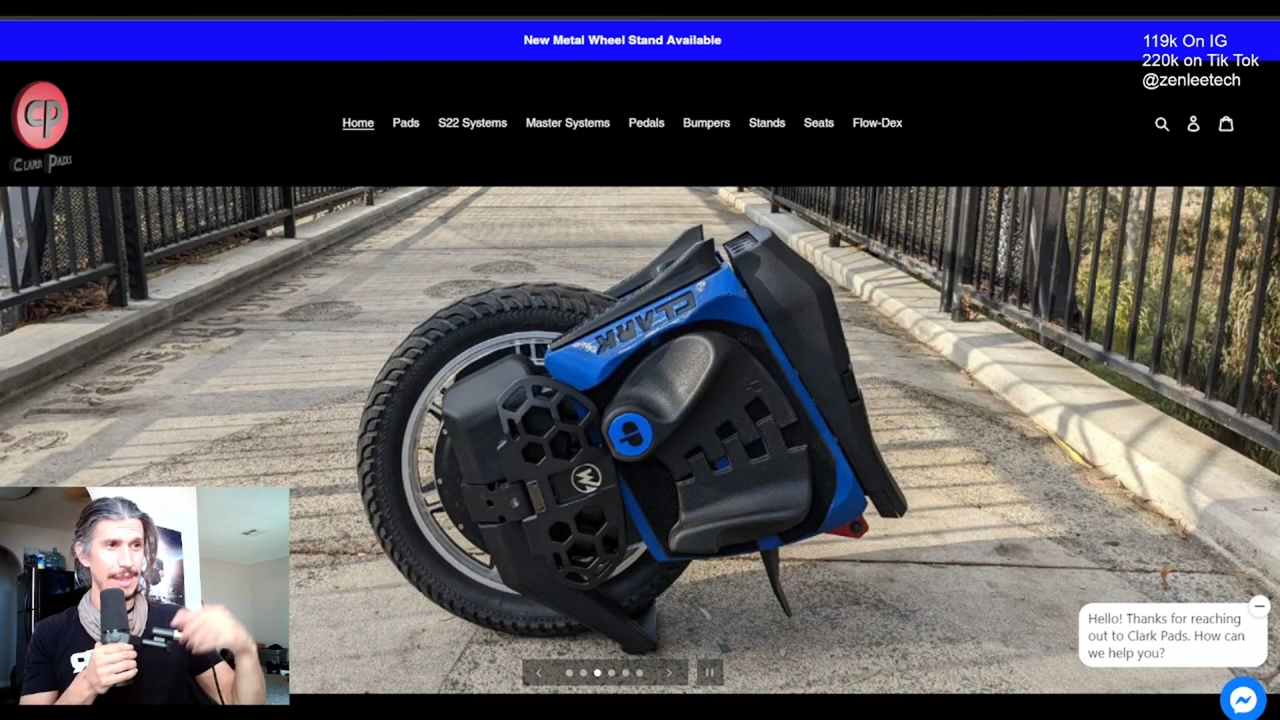 New Metal Wheel Stand Available
119k On IG
220k on Tik Tok
@zenleetech
CP
CLARK PADS
Home Pads S22 Systems Master Systems Pedals Bumpers Stands Seats Flow-Dex
CLARK
CP
Hello! Thanks for reaching
out to Clark Pads. How can
we help you?